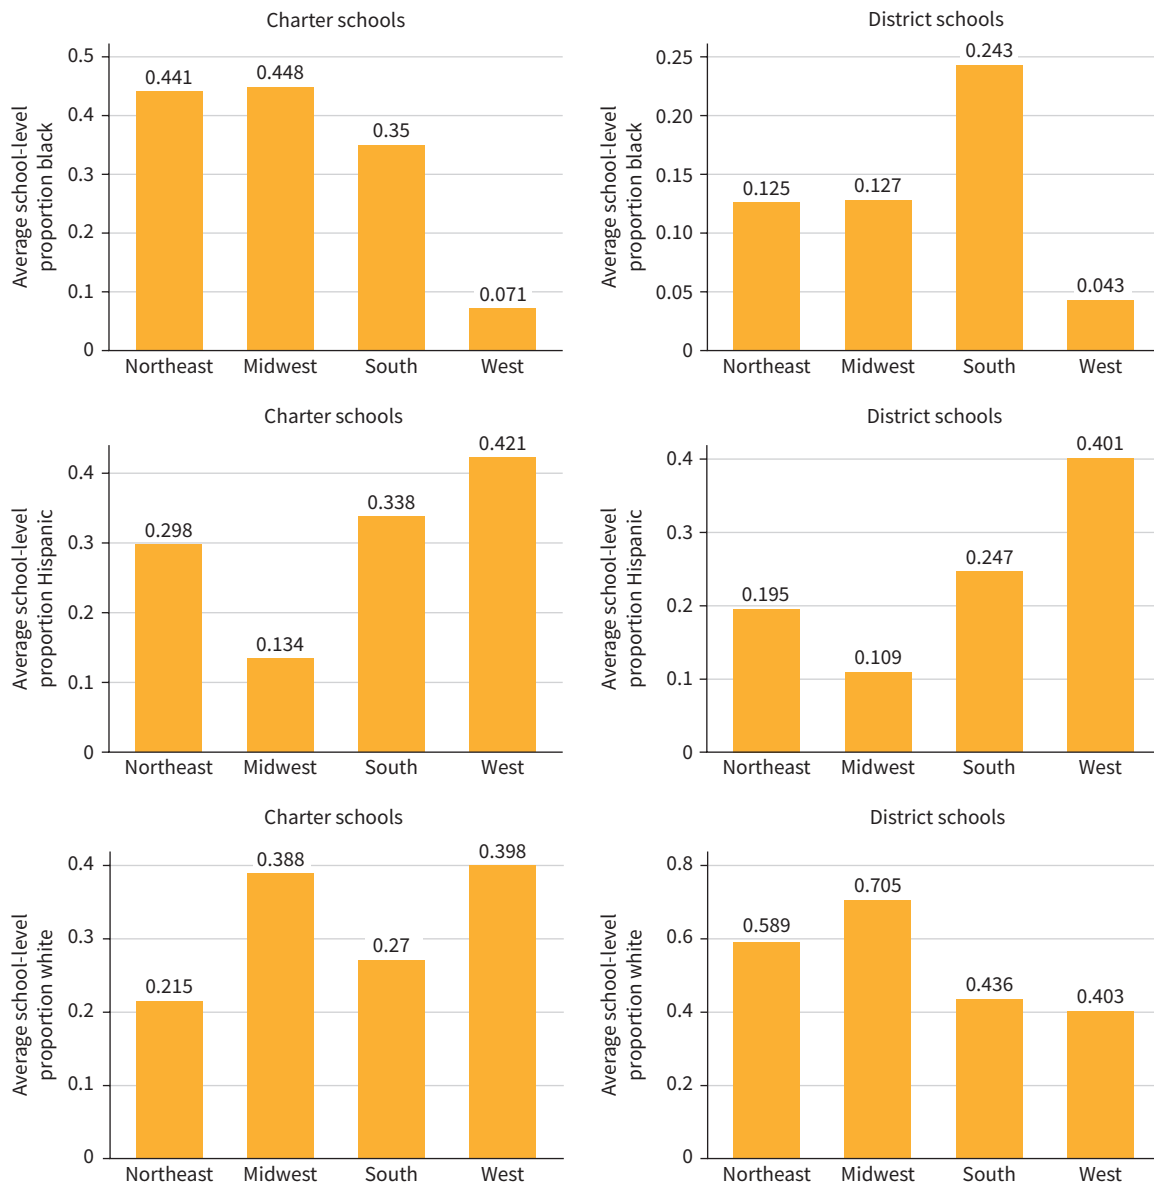 Charter schools
Average school-level
proportion black
0.5
0.4
0.3
0.2
0.1
0
0.441
0.448
0.35
0.071
Northeast
Midwest
South
West
District schools
Average school-level
proportion black
0.25
0.20
0.15
0.10
0.05
0
0.125
0.127
0.243
0.043
Northeast
Midwest
South
West
Charter schools
Average school-level
proportion Hispanic
0.4
0.3
0.2
0.1
0
0.298
0.134
0.338
0.421
Northeast
Midwest
South
West
District schools
Average school-level
proportion Hispanic
0.4
0.3
0.2
0.1
0
0.195
0.109
0.247
0.401
Northeast
Midwest
South
West
Charter schools
Average school-level
proportion white
0.4
0.3
0.2
0.1
0
0.215
0.388
0.27
0.398
Northeast
Midwest
South
West
District schools
Average school-level
proportion white
0.8
0.6
0.4
0.2
0
0.589
0.705
0.436
0.403
Northeast
Midwest
South
West